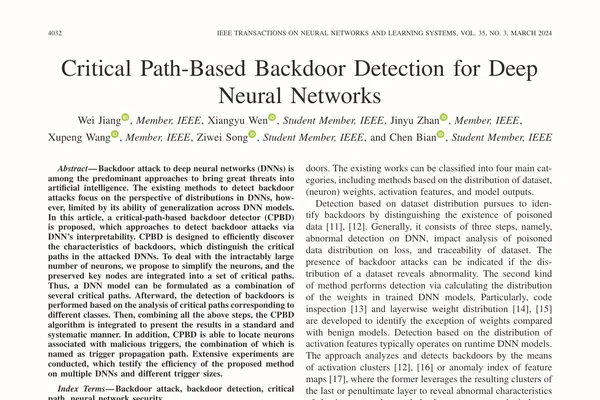 4032
IEEE TRANSACTIONS ON NEURAL NETWORKS AND LEARNING SYSTEMS, VOL. 35, NO. 3, MARCH 2024
Critical Path-Based Backdoor Detection for Deep
Neural Networks
Wei Jiang, Member, IEEE, Xiangyu Wen, Student Member, IEEE, Jinyu Zhan, Member, IEEE,
Xupeng Wang, Member, IEEE, Ziwei Song, Student Member, IEEE, and Chen Bian, Student Member, IEEE
Abstract—Backdoor attack to deep neural networks (DNNs) is
among the predominant approaches to bring great threats into
artificial intelligence. The existing methods to detect backdoor
attacks focus on the perspective of distributions in DNNs, how-
ever, limited by its ability of generalization across DNN models.
In this article, a critical-path-based backdoor detector (CPBD)
is proposed, which approaches to detect backdoor attacks via
DNN's interpretability. CPBD is designed to efficiently discover
the characteristics of backdoors, which distinguish the critical
paths in the attacked DNNs. To deal with the intractably large
number of neurons, we propose to simplify the neurons, and the
preserved key neurons are integrated into a set of critical paths.
Thus, a DNN model can be formulated as a combination of
several critical paths. Afterward, the detection of backdoors is
performed based on the analysis of critical paths corresponding to
different classes. Then, combining all the above steps, the CPBD
algorithm is integrated to present the results in a standard and
systematic manner. In addition, CPBD is able to locate neurons
associated with malicious triggers, the combination of which is
named as trigger propagation path. Extensive experiments are
conducted, which testify the efficiency of the proposed method
on multiple DNNs and different trigger sizes.
Index Terms—Backdoor attack, backdoor detection, critical
path, neural network security.
doors. The existing works can be classified into four main cat-
egories, including methods based on the distribution of dataset,
(neuron) weights, activation features, and model outputs.
Detection based on dataset distribution pursues to iden-
tify backdoors by distinguishing the existence of poisoned
data [11], [12]. Generally, it consists of three steps, namely,
abnormal detection on DNN, impact analysis of poisoned
data distribution on loss, and traceability of dataset. The
presence of backdoor attacks can be indicated if the dis-
tribution of a dataset reveals abnormality. The second kind
of method performs detection via calculating the distribution
of the weights in trained DNN models. Particularly, code
inspection [13] and layerwise weight distribution [14], [15]
are developed to identify the exception of weights compared
with benign models. Detection based on the distribution of
activation features typically operates on runtime DNN models.
The approach analyzes and detects backdoors by the means
of activation clusters [12], [16] or anomaly index of feature
maps [17], where the former leverages the resulting clusters of
the last or penultimate layer to reveal abnormal characteristics